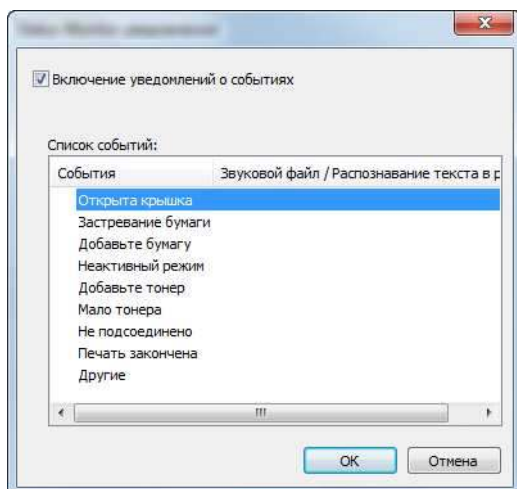 Включение уведомлений о событиях
Список событий:
События Звуковой файл / Распознавание текста в р
Открыта крышка
Застревание бумаги
Добавьте бумагу
Неактивный режим
Добавьте тонер
Мало тонера
Не подсоединено
Печать закончена
Другие
OK Отмена